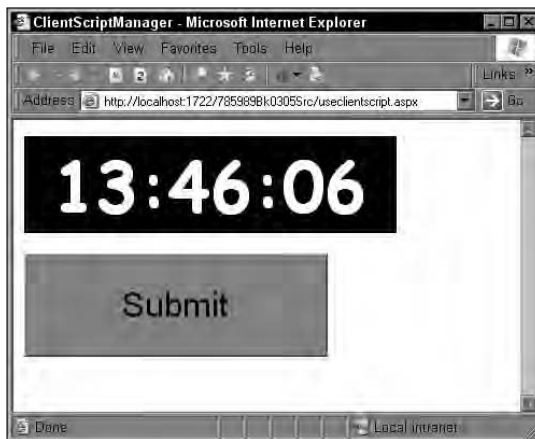 ClientScriptManager - Microsoft Internet Explorer
File Edit View Favorites Tools Help
Links »
Address http://localhost:1722/785989Bk0305Src/useclientscript.aspx Go
13:46:06
Submit
Done Local intranet